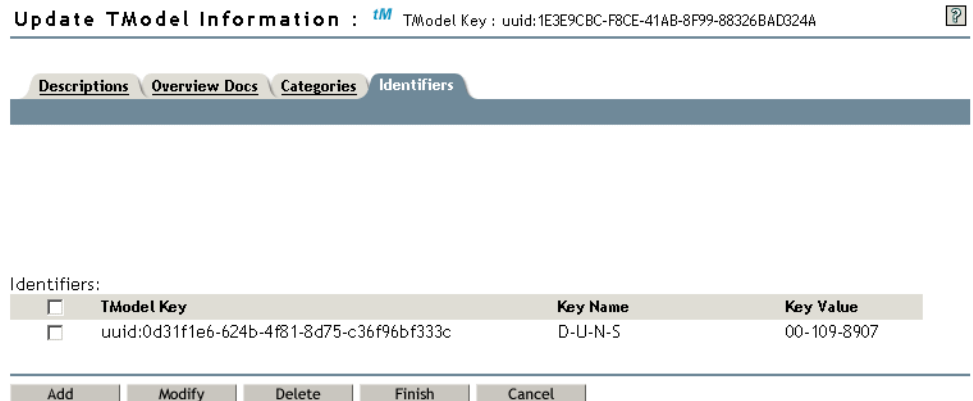 Update TModel Information : tM TModel Key : uuid:1E3E9CBC-F8CE-41AB-8F99-88326BAD324A ?
Descriptions Overview Docs Categories Identifiers
Identifiers:
TModel Key Key Name Key Value
uuid:0d31f1e6-624b-4f81-8d75-c36f96bf333c D-U-N-S 00-109-8907
Add Modify Delete Finish Cancel